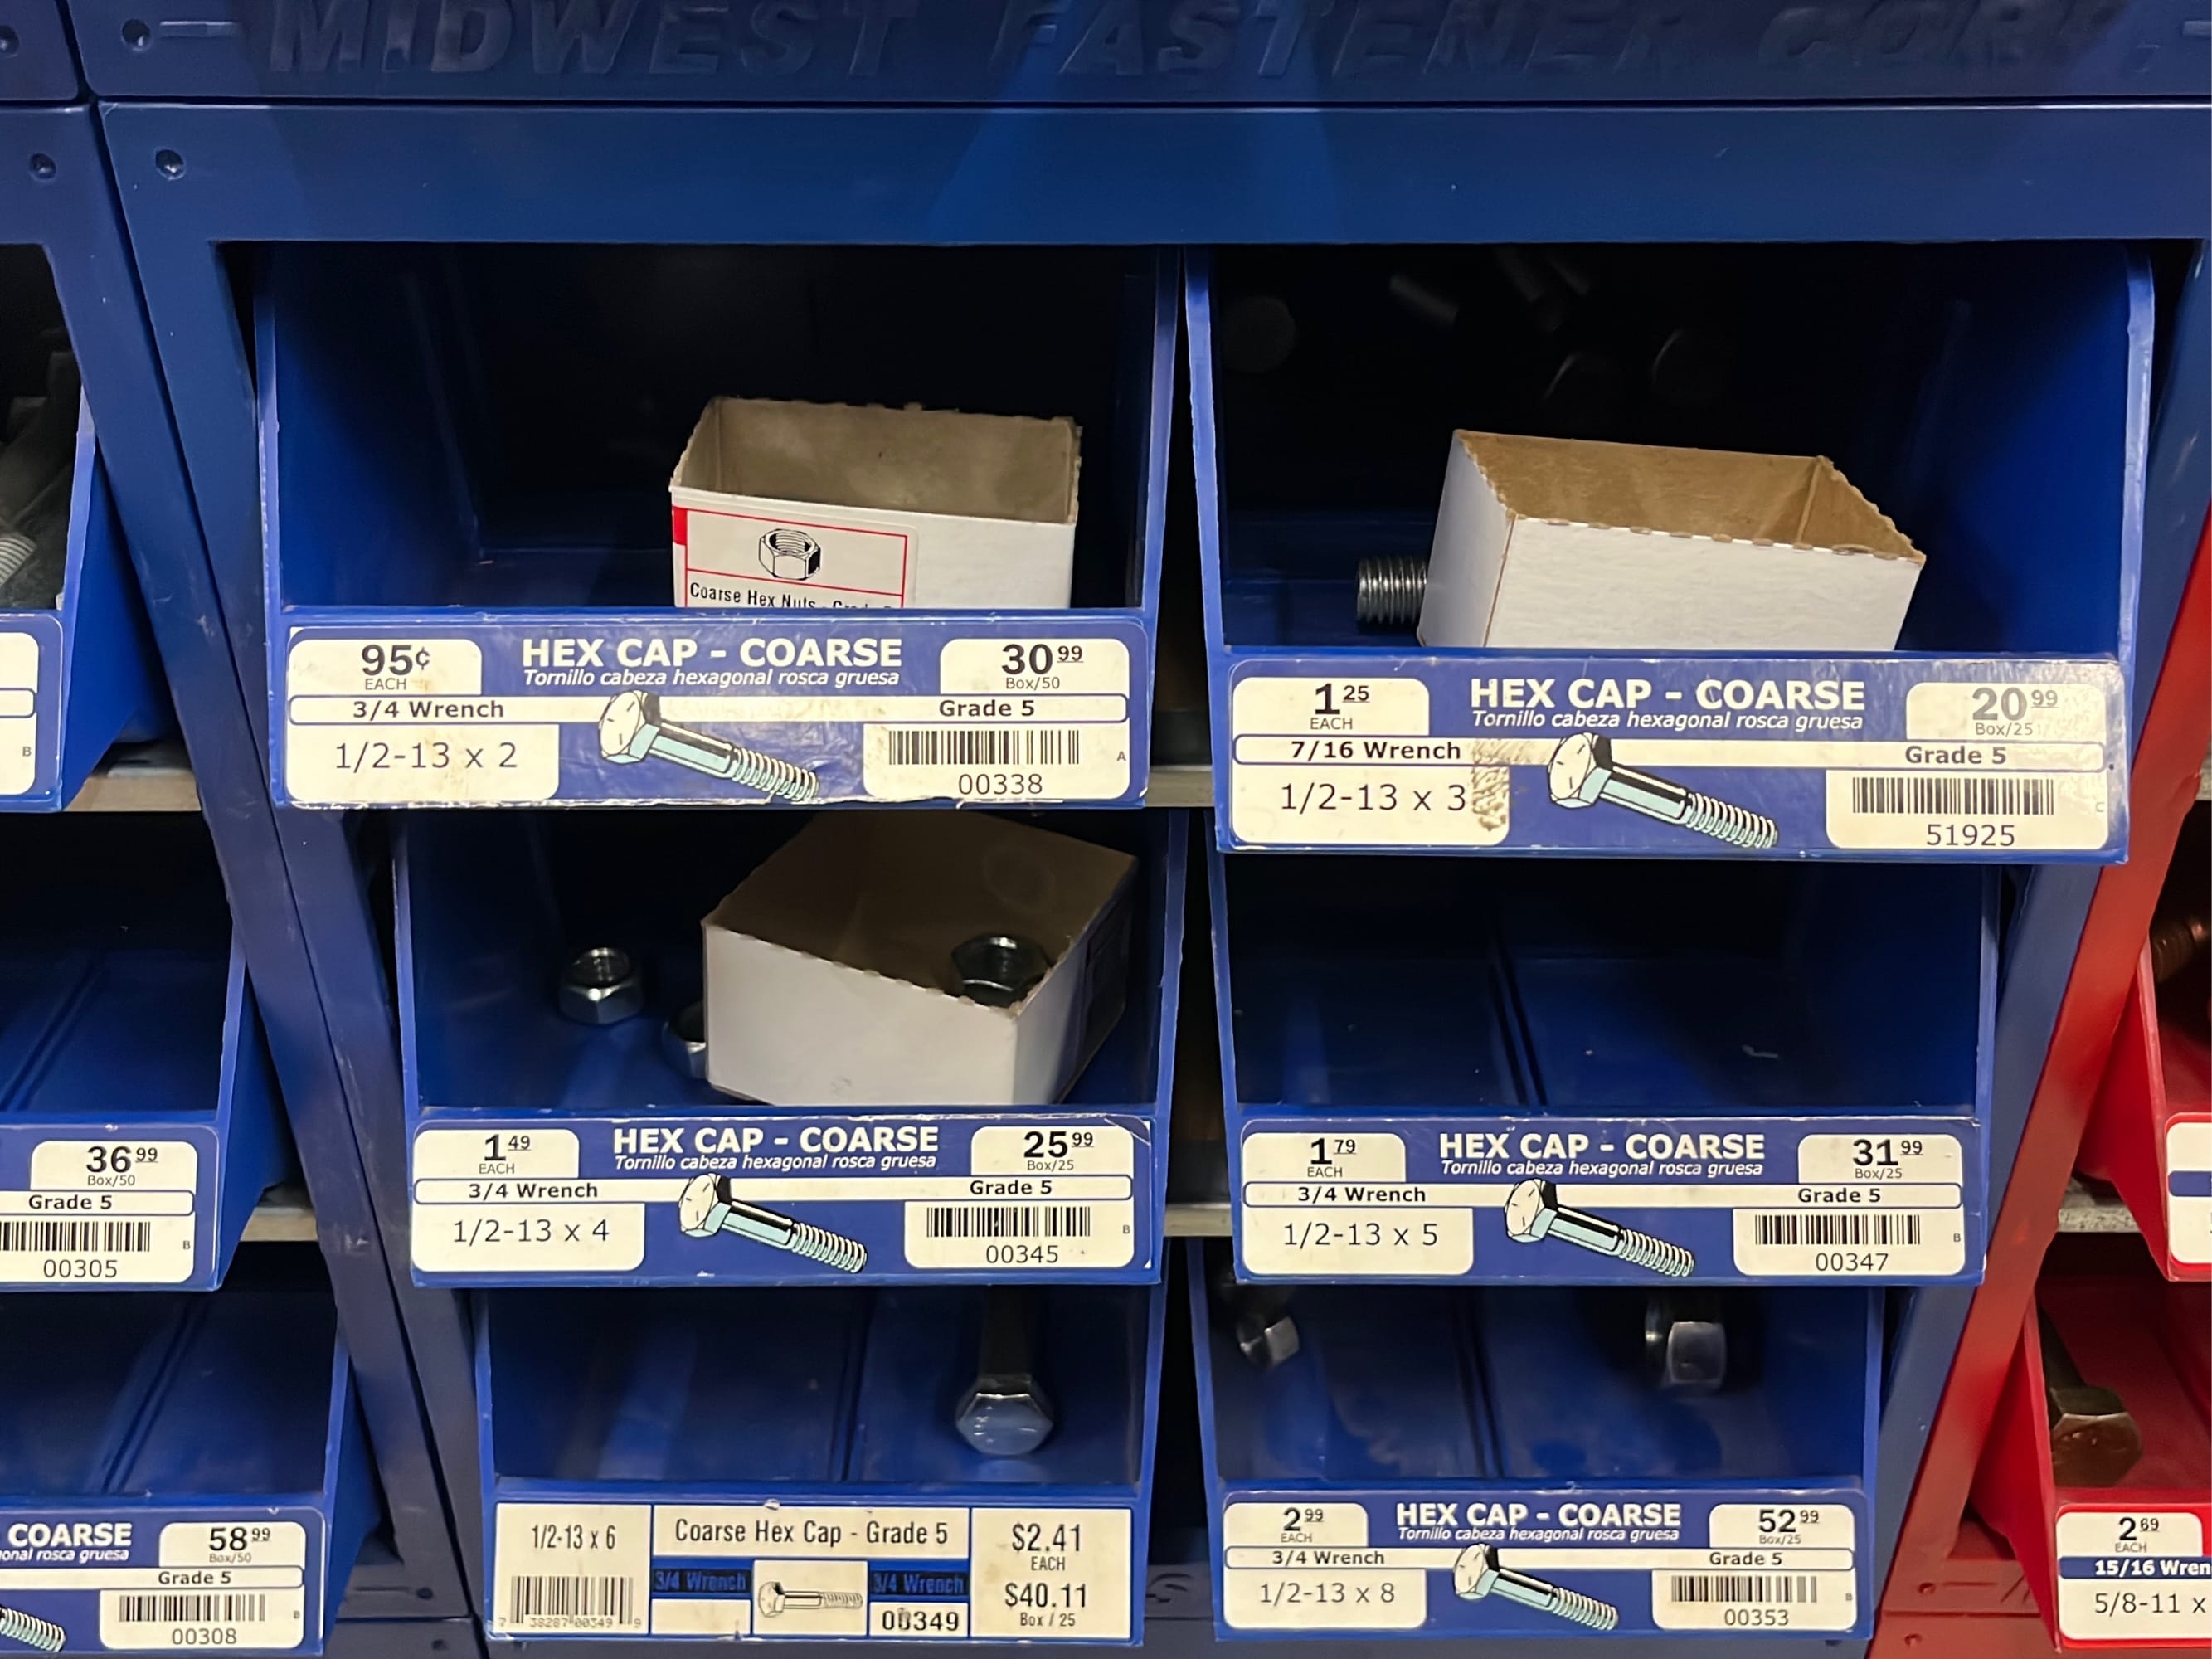 MIDWEST FASTENER CORP.
Coarse Hex Nuts -
95¢
EACH
HEX CAP - COARSE
Tornillo cabeza hexagonal rosca gruesa
30 99
Box/50
3/4 Wrench
Grade 5
1/2-13 x 2
00338
A
1 25
EACH
HEX CAP - COARSE
Tornillo cabeza hexagonal rosca gruesa
20 99
Box/25
7/16 Wrench
Grade 5
1/2-13 x 3
51925
C
B
36 99
Box/50
Grade 5
B
00305
1 49
EACH
HEX CAP - COARSE
Tornillo cabeza hexagonal rosca gruesa
25 99
Box/25
3/4 Wrench
Grade 5
1/2-13 x 4
00345
B
1 79
EACH
HEX CAP - COARSE
Tornillo cabeza hexagonal rosca gruesa
31 99
Box/25
3/4 Wrench
Grade 5
1/2-13 x 5
00347
B
COARSE
rosca gruesa
58 99
Box/50
Grade 5
B
00308
1/2-13 x 6
7 38287 00349 9
Coarse Hex Cap - Grade 5
3/4 Wrench
3/4 Wrench
00349
$2.41
EACH
$40.11
Box / 25
2 99
EACH
HEX CAP - COARSE
Tornillo cabeza hexagonal rosca gruesa
52 99
Box/25
3/4 Wrench
Grade 5
1/2-13 x 8
00353
B
2 69
EACH
15/16 Wren
5/8-11 x